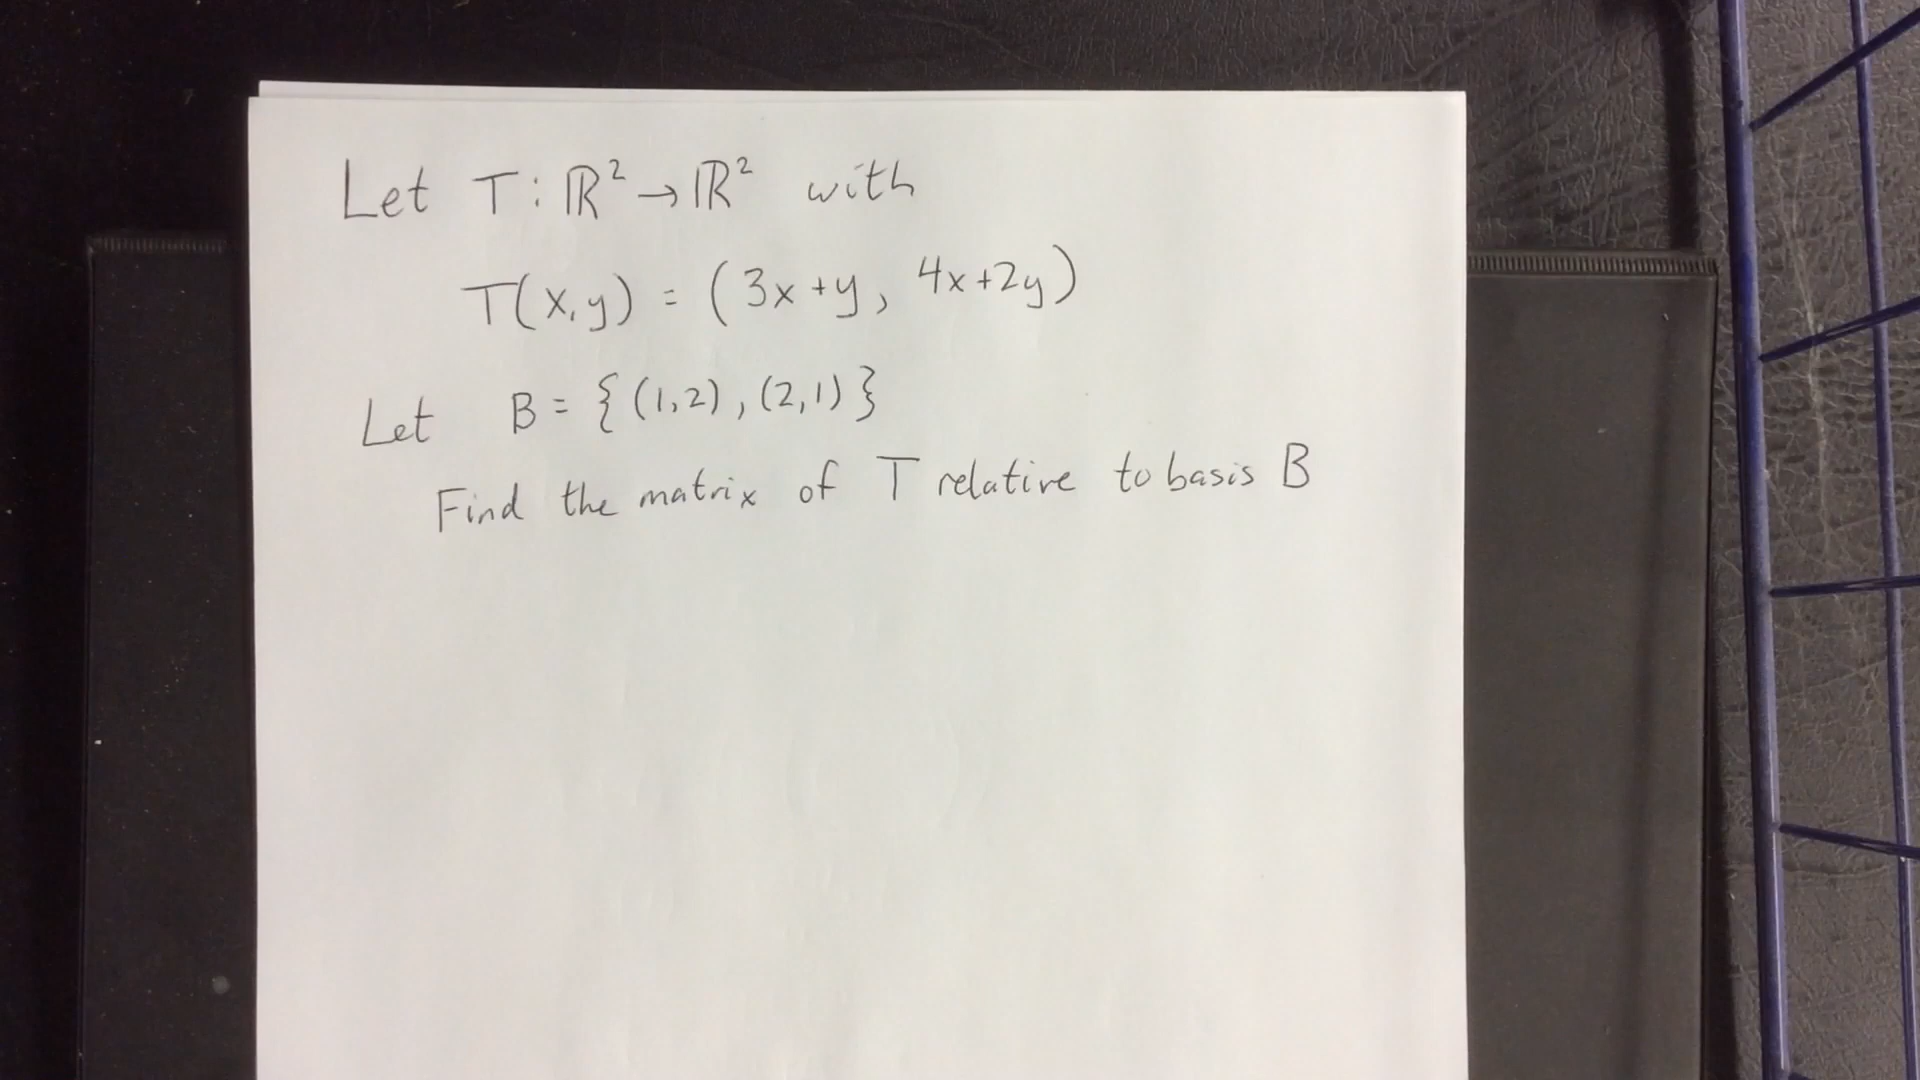 Let T: ℝ² → ℝ² with
T(x,y) = (3x+y, 4x+2y)
Let B = {(1,2), (2,1)}
Find the matrix of T relative to basis B